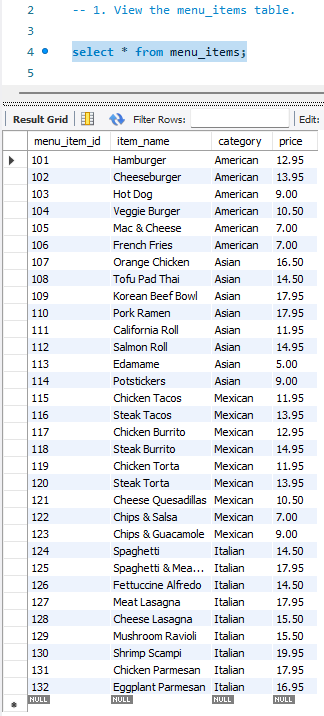 2 -- 1. View the menu_items table.
3
4 select * from menu_items;
5
Result Grid Filter Rows: Edit:
menu_item_id item_name category price
101 Hamburger American 12.95
102 Cheeseburger American 13.95
103 Hot Dog American 9.00
104 Veggie Burger American 10.50
105 Mac & Cheese American 7.00
106 French Fries American 7.00
107 Orange Chicken Asian 16.50
108 Tofu Pad Thai Asian 14.50
109 Korean Beef Bowl Asian 17.95
110 Pork Ramen Asian 17.95
111 California Roll Asian 11.95
112 Salmon Roll Asian 14.95
113 Edamame Asian 5.00
114 Potstickers Asian 9.00
115 Chicken Tacos Mexican 11.95
116 Steak Tacos Mexican 13.95
117 Chicken Burrito Mexican 12.95
118 Steak Burrito Mexican 14.95
119 Chicken Torta Mexican 11.95
120 Steak Torta Mexican 13.95
121 Cheese Quesadillas Mexican 10.50
122 Chips & Salsa Mexican 7.00
123 Chips & Guacamole Mexican 9.00
124 Spaghetti Italian 14.50
125 Spaghetti & Mea... Italian 17.95
126 Fettuccine Alfredo Italian 14.50
127 Meat Lasagna Italian 17.95
128 Cheese Lasagna Italian 15.50
129 Mushroom Ravioli Italian 15.50
130 Shrimp Scampi Italian 19.95
131 Chicken Parmesan Italian 17.95
132 Eggplant Parmesan Italian 16.95
NULL NULL NULL NULL